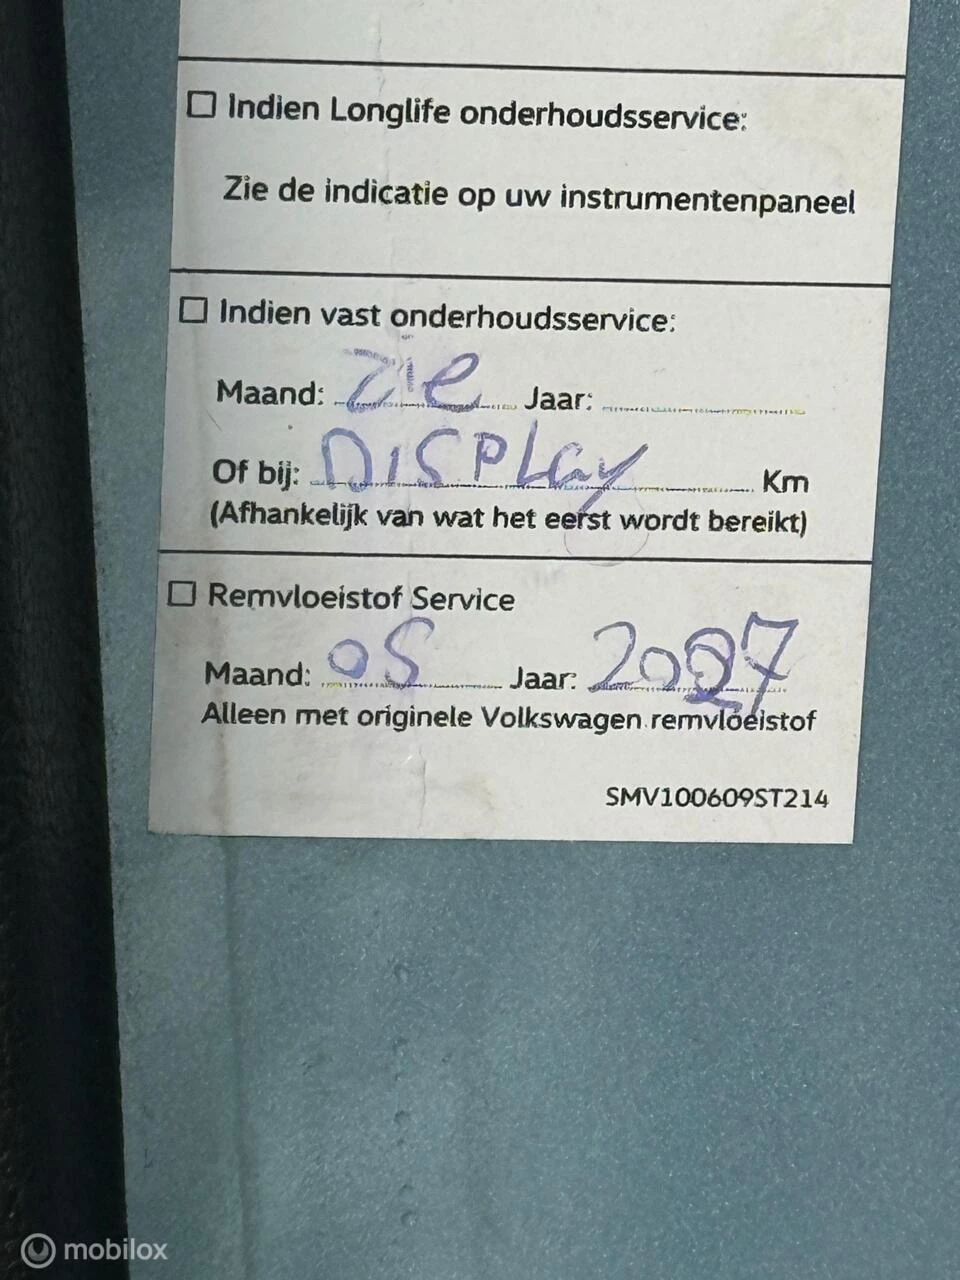 ☐ Indien Longlife onderhoudsservice:
Zie de indicatie op uw instrumentenpaneel
☐ Indien vast onderhoudsservice:
Maand: Zie Jaar:
Of bij: DISPLay Km
(Afhankelijk van wat het eerst wordt bereikt)
☐ Remvloeistof Service
Maand: 05 Jaar: 2027
Alleen met originele Volkswagen remvloeistof
SMV100609ST214
mobilox